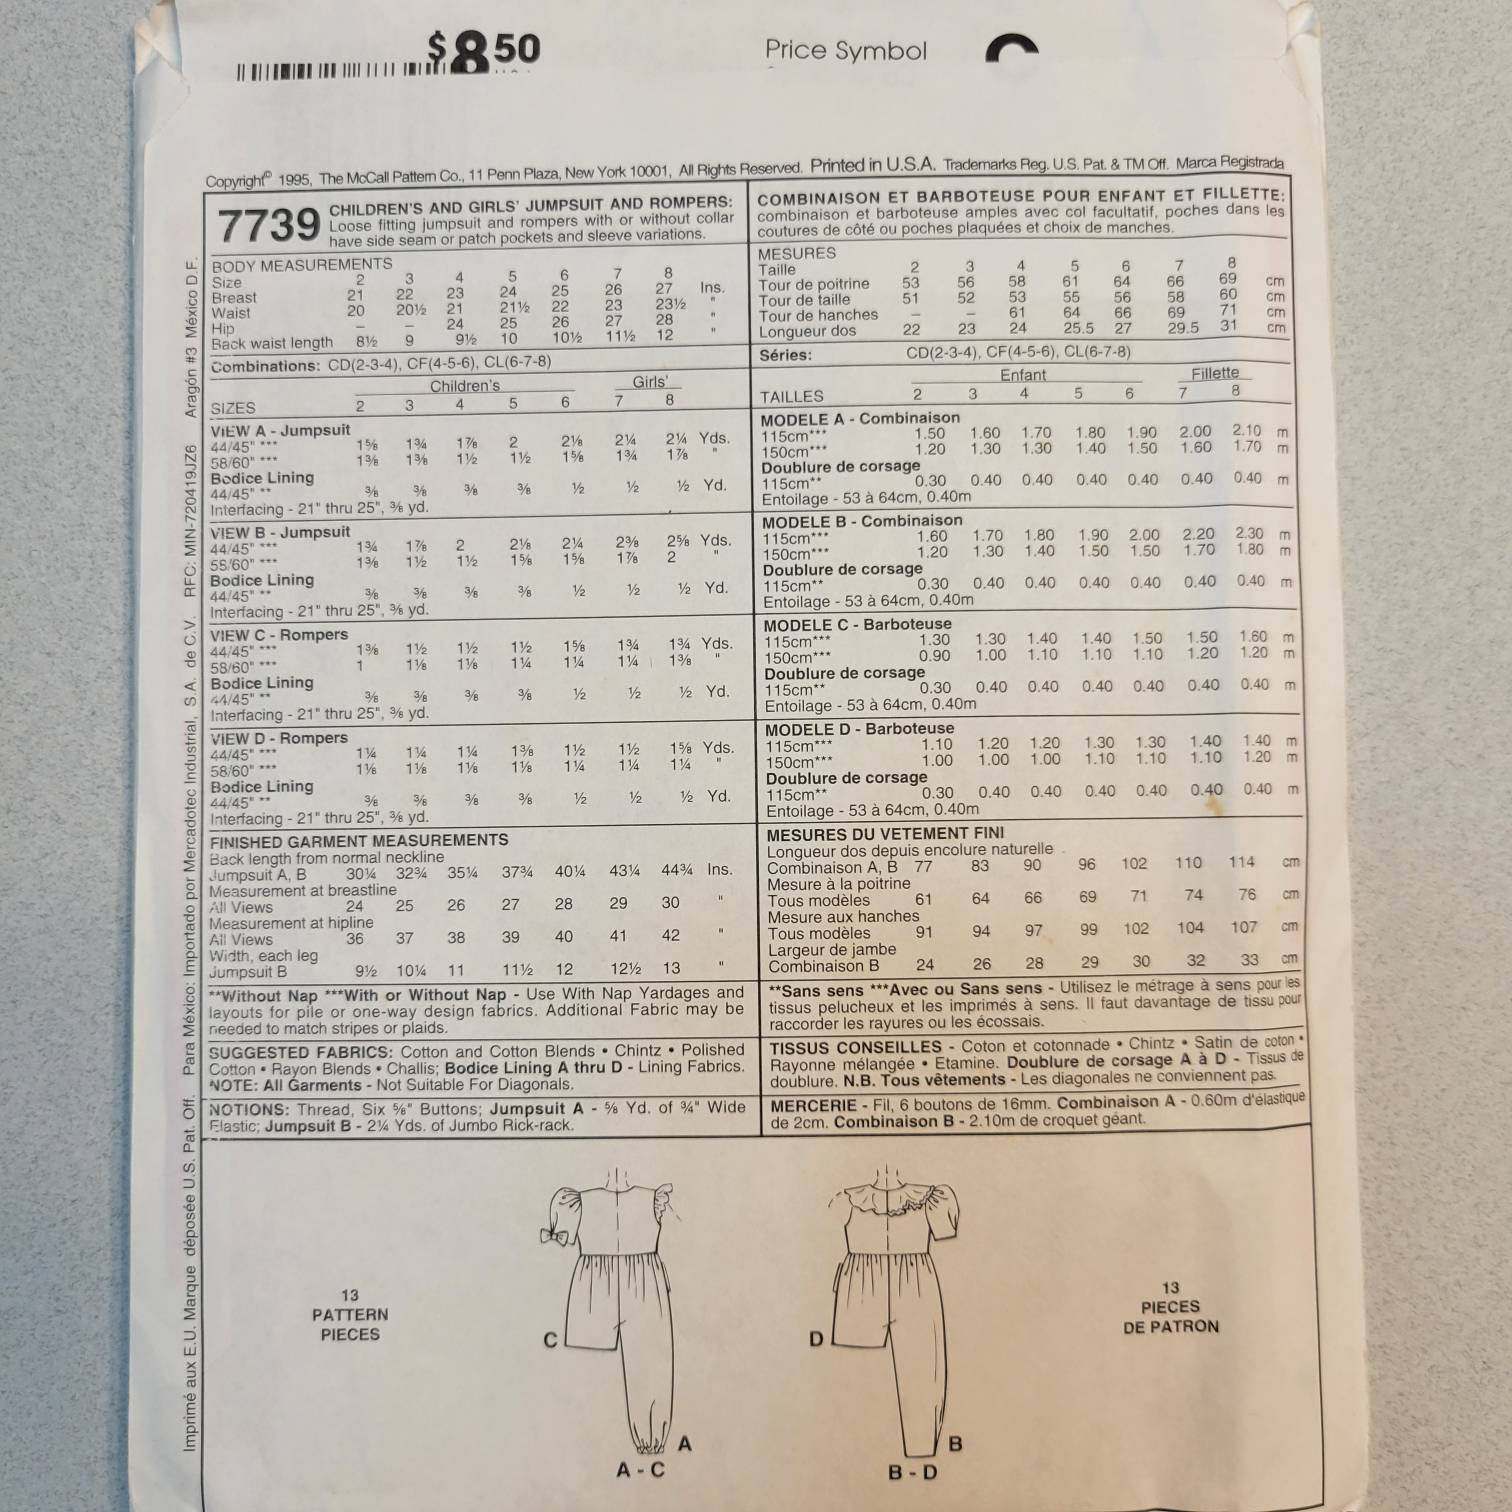 $8.50
Price Symbol
Copyright© 1995, The McCall Pattern Co., 11 Penn Plaza, New York 10001, All Rights Reserved. Printed in U.S.A. Trademarks Reg. U.S. Pat. & TM Off. Marca Registrada
7739 CHILDREN'S AND GIRLS' JUMPSUIT AND ROMPERS:
Loose fitting jumpsuit and rompers with or without collar
have side seam or patch pockets and sleeve variations.
BODY MEASUREMENTS
Size 2 3 4 5 6 7 8
Breast 21 22 23 24 25 26 27 Ins.
Waist 20 20½ 21 21½ 22 23 23½ "
Hip – – 24 25 26 27 28 "
Back waist length 8½ 9 9½ 10 10½ 11½ 12 "
Combinations: CD(2-3-4), CF(4-5-6), CL(6-7-8)
Children's Girls'
SIZES 2 3 4 5 6 7 8
VIEW A - Jumpsuit
44/45" *** 1⅝ 1¾ 1⅞ 2 2⅛ 2¼ 2¼ Yds.
58/60" *** 1⅜ 1⅜ 1½ 1½ 1⅝ 1¾ 1⅞ "
Bodice Lining
44/45" ** ⅜ ⅜ ⅜ ⅜ ½ ½ ½ Yd.
Interfacing - 21" thru 25", ⅜ yd.
VIEW B - Jumpsuit
44/45" *** 1¾ 1⅞ 2 2⅛ 2¼ 2⅜ 2⅝ Yds.
58/60" *** 1⅜ 1½ 1½ 1⅝ 1⅝ 1⅞ 2 "
Bodice Lining
44/45" ** ⅜ ⅜ ⅜ ⅜ ½ ½ ½ Yd.
Interfacing - 21" thru 25", ⅜ yd.
VIEW C - Rompers
44/45" *** 1⅜ 1½ 1½ 1½ 1⅝ 1¾ 1¾ Yds.
58/60" *** 1 1⅛ 1⅛ 1¼ 1¼ 1¼ 1⅜ "
Bodice Lining
44/45" ** ⅜ ⅜ ⅜ ⅜ ½ ½ ½ Yd.
Interfacing - 21" thru 25", ⅜ yd.
VIEW D - Rompers
44/45" *** 1¼ 1¼ 1¼ 1⅜ 1½ 1½ 1⅝ Yds.
58/60" *** 1⅛ 1⅛ 1⅛ 1⅛ 1¼ 1¼ 1¼ "
Bodice Lining
44/45" ** ⅜ ⅜ ⅜ ⅜ ½ ½ ½ Yd.
Interfacing - 21" thru 25", ⅜ yd.
FINISHED GARMENT MEASUREMENTS
Back length from normal neckline
Jumpsuit A, B 30¼ 32¾ 35¼ 37¾ 40¼ 43¼ 44¾ Ins.
Measurement at breastline
All Views 24 25 26 27 28 29 30 "
Measurement at hipline
All Views 36 37 38 39 40 41 42 "
Width, each leg
Jumpsuit B 9½ 10¼ 11 11½ 12 12½ 13 "
**Without Nap ***With or Without Nap - Use With Nap Yardages and
layouts for pile or one-way design fabrics. Additional Fabric may be
needed to match stripes or plaids.
SUGGESTED FABRICS: Cotton and Cotton Blends • Chintz • Polished
Cotton • Rayon Blends • Challis; Bodice Lining A thru D - Lining Fabrics.
NOTE: All Garments - Not Suitable For Diagonals.
NOTIONS: Thread, Six ⅝" Buttons; Jumpsuit A - ⅝ Yd. of ¾" Wide
Elastic; Jumpsuit B - 2¼ Yds. of Jumbo Rick-rack.
COMBINAISON ET BARBOTEUSE POUR ENFANT ET FILLETTE:
combinaison et barboteuse amples avec col facultatif, poches dans les
coutures de côté ou poches plaquées et choix de manches.
MESURES
Taille 2 3 4 5 6 7 8
Tour de poitrine 53 56 58 61 64 66 69 cm
Tour de taille 51 52 53 55 56 58 60 cm
Tour de hanches – – 61 64 66 69 71 cm
Longueur dos 22 23 24 25.5 27 29.5 31 cm
Séries: CD(2-3-4), CF(4-5-6), CL(6-7-8)
Enfant Fillette
TAILLES 2 3 4 5 6 7 8
MODELE A - Combinaison
115cm*** 1.50 1.60 1.70 1.80 1.90 2.00 2.10 m
150cm*** 1.20 1.30 1.30 1.40 1.50 1.60 1.70 m
Doublure de corsage
115cm** 0.30 0.40 0.40 0.40 0.40 0.40 0.40 m
Entoilage - 53 à 64cm, 0.40m
MODELE B - Combinaison
115cm*** 1.60 1.70 1.80 1.90 2.00 2.20 2.30 m
150cm*** 1.20 1.30 1.40 1.50 1.50 1.70 1.80 m
Doublure de corsage
115cm** 0.30 0.40 0.40 0.40 0.40 0.40 0.40 m
Entoilage - 53 à 64cm, 0.40m
MODELE C - Barboteuse
115cm*** 1.30 1.30 1.40 1.40 1.50 1.50 1.60 m
150cm*** 0.90 1.00 1.10 1.10 1.10 1.20 1.20 m
Doublure de corsage
115cm** 0.30 0.40 0.40 0.40 0.40 0.40 0.40 m
Entoilage - 53 à 64cm, 0.40m
MODELE D - Barboteuse
115cm*** 1.10 1.20 1.20 1.30 1.30 1.40 1.40 m
150cm*** 1.00 1.00 1.00 1.10 1.10 1.10 1.20 m
Doublure de corsage
115cm** 0.30 0.40 0.40 0.40 0.40 0.40 0.40 m
Entoilage - 53 à 64cm, 0.40m
MESURES DU VETEMENT FINI
Longueur dos depuis encolure naturelle
Combinaison A, B 77 83 90 96 102 110 114 cm
Mesure à la poitrine
Tous modèles 61 64 66 69 71 74 76 cm
Mesure aux hanches
Tous modèles 91 94 97 99 102 104 107 cm
Largeur de jambe
Combinaison B 24 26 28 29 30 32 33 cm
**Sans sens ***Avec ou Sans sens - Utilisez le métrage à sens pour les
tissus pelucheux et les imprimés à sens. Il faut davantage de tissu pour
raccorder les rayures ou les écossais.
TISSUS CONSEILLES - Coton et cotonnade • Chintz • Satin de coton •
Rayonne mélangée • Etamine. Doublure de corsage A à D - Tissus de
doublure. N.B. Tous vêtements - Les diagonales ne conviennent pas.
MERCERIE - Fil, 6 boutons de 16mm. Combinaison A - 0.60m d'élastique
de 2cm. Combinaison B - 2.10m de croquet géant.
Imprimé aux E.U. Marque déposée U.S. Pat. Off. Para México: Importado por Mercadotec Industrial, S.A. de C.V. RFC: MIN-720419JZ6 Aragón #3 México D.F.
13
PATTERN
PIECES
C
A
A - C
D
B
B - D
13
PIECES
DE PATRON